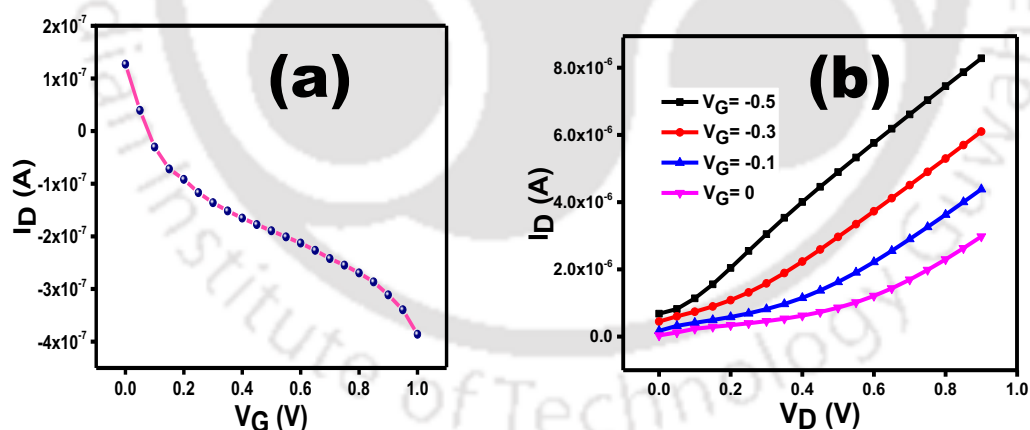 (a)
2x10⁻⁷
1x10⁻⁷
0
-1x10⁻⁷
-2x10⁻⁷
-3x10⁻⁷
-4x10⁻⁷
I_D (A)
0.0 0.2 0.4 0.6 0.8 1.0
V_G (V)
(b)
8.0x10⁻⁶
6.0x10⁻⁶
4.0x10⁻⁶
2.0x10⁻⁶
0.0
I_D (A)
V_G= -0.5
V_G= -0.3
V_G= -0.1
V_G= 0
0.0 0.2 0.4 0.6 0.8 1.0
V_D (V)
dian Institute of Technology Guwaha